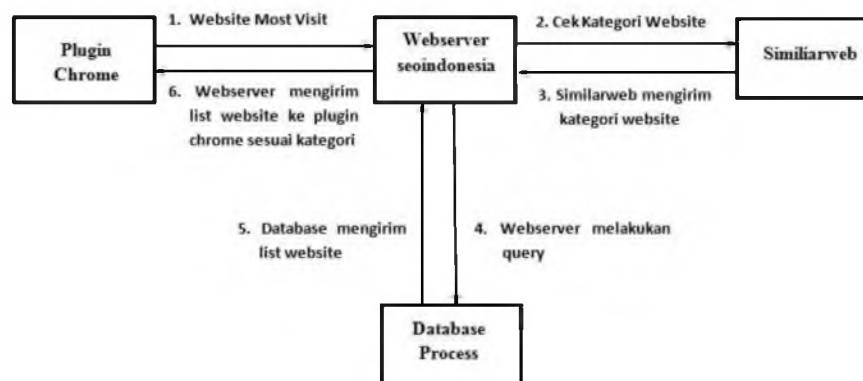 1. Website Most Visit
2. Cek Kategori Website
Plugin
Chrome
Webserver
seoindonesia
Similiarweb
6. Webserver mengirim
list website ke plugin
chrome sesuai kategori
3. Similarweb mengirim
kategori website
5. Database mengirim
list website
4. Webserver melakukan
query
Database
Process